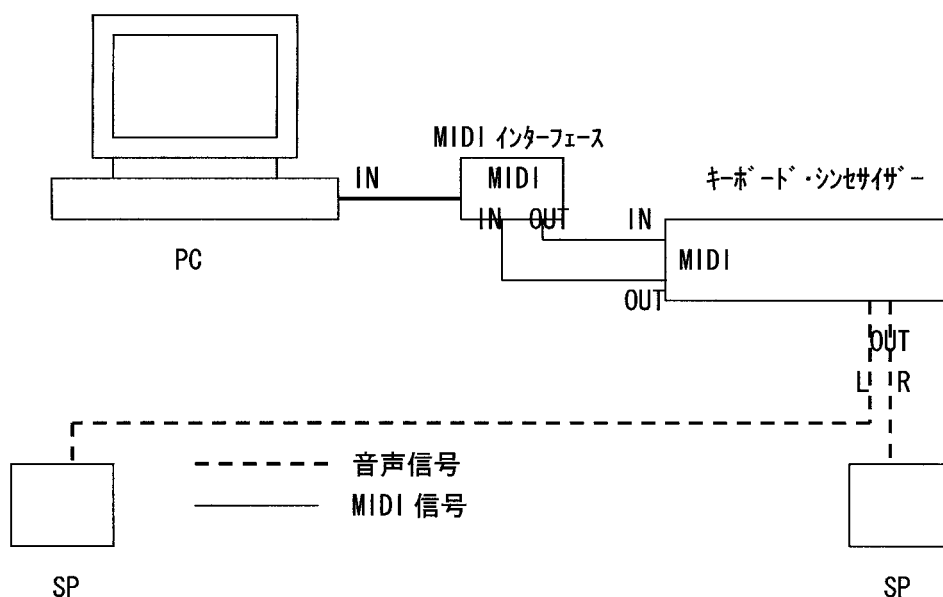 MIDI インターフェース
IN
MIDI
IN OUT
キーボード・シンセサイザー
IN
MIDI
PC
OUT
OUT
L R
音声信号
MIDI 信号
SP
SP